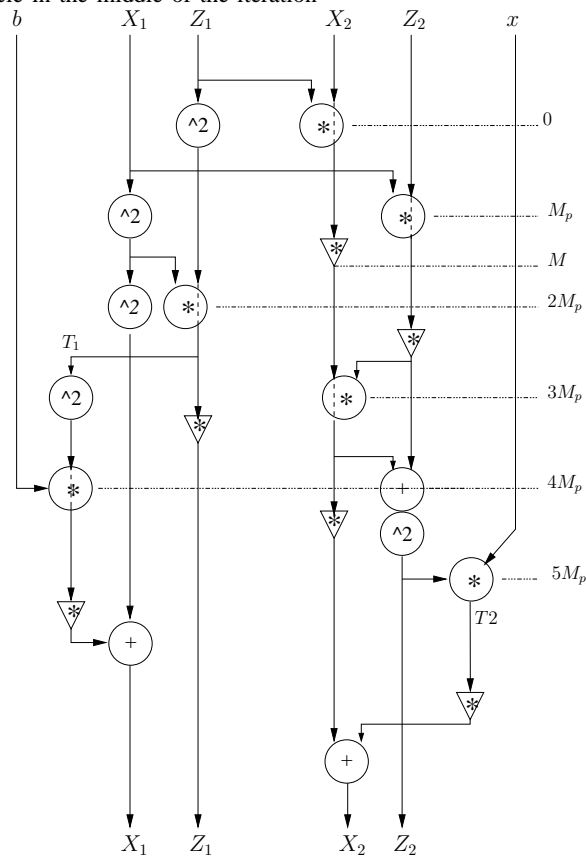 cle in the middle of the iteration
b X₁ Z₁ X₂ Z₂ x
^2 * 0
^2 * Mₚ
* M
^2 * 2Mₚ
*
T₁
^2 * 3Mₚ
*
* + 4Mₚ
* ^2
* 5Mₚ
* T2
+
*
+
X₁ Z₁ X₂ Z₂